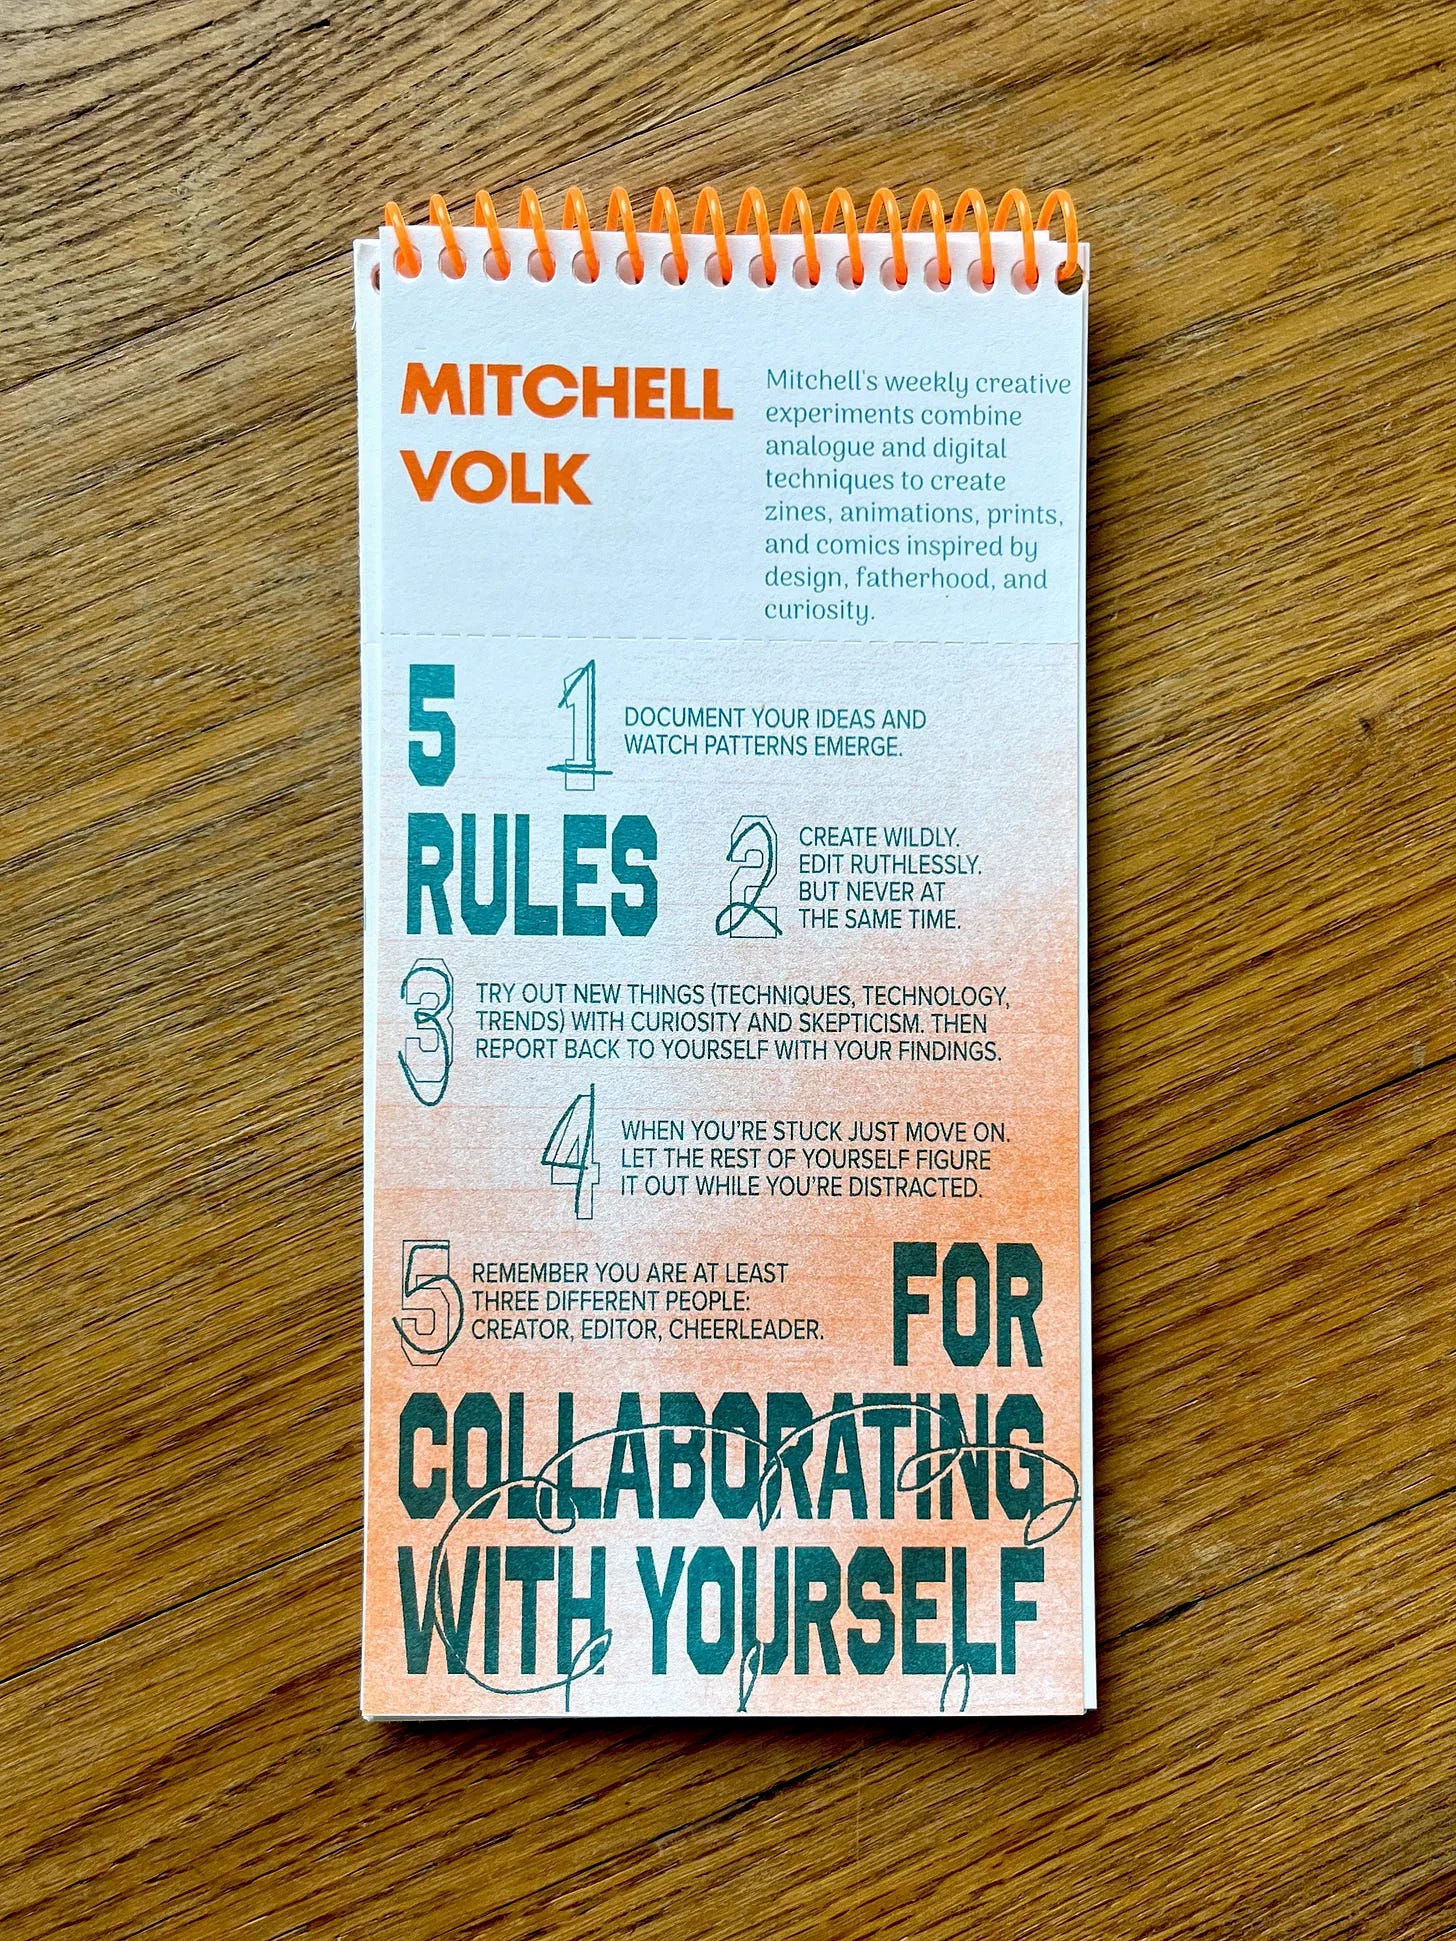 MITCHELL
VOLK
Mitchell's weekly creative
experiments combine
analogue and digital
techniques to create
zines, animations, prints,
and comics inspired by
design, fatherhood, and
curiosity.
5
RULES
1
DOCUMENT YOUR IDEAS AND
WATCH PATTERNS EMERGE.
2
CREATE WILDLY.
EDIT RUTHLESSLY.
BUT NEVER AT
THE SAME TIME.
3
TRY OUT NEW THINGS (TECHNIQUES, TECHNOLOGY,
TRENDS) WITH CURIOSITY AND SKEPTICISM. THEN
REPORT BACK TO YOURSELF WITH YOUR FINDINGS.
4
WHEN YOU'RE STUCK JUST MOVE ON.
LET THE REST OF YOURSELF FIGURE
IT OUT WHILE YOU'RE DISTRACTED.
5
REMEMBER YOU ARE AT LEAST
THREE DIFFERENT PEOPLE:
CREATOR, EDITOR, CHEERLEADER.
FOR
COLLABORATING
WITH YOURSELF